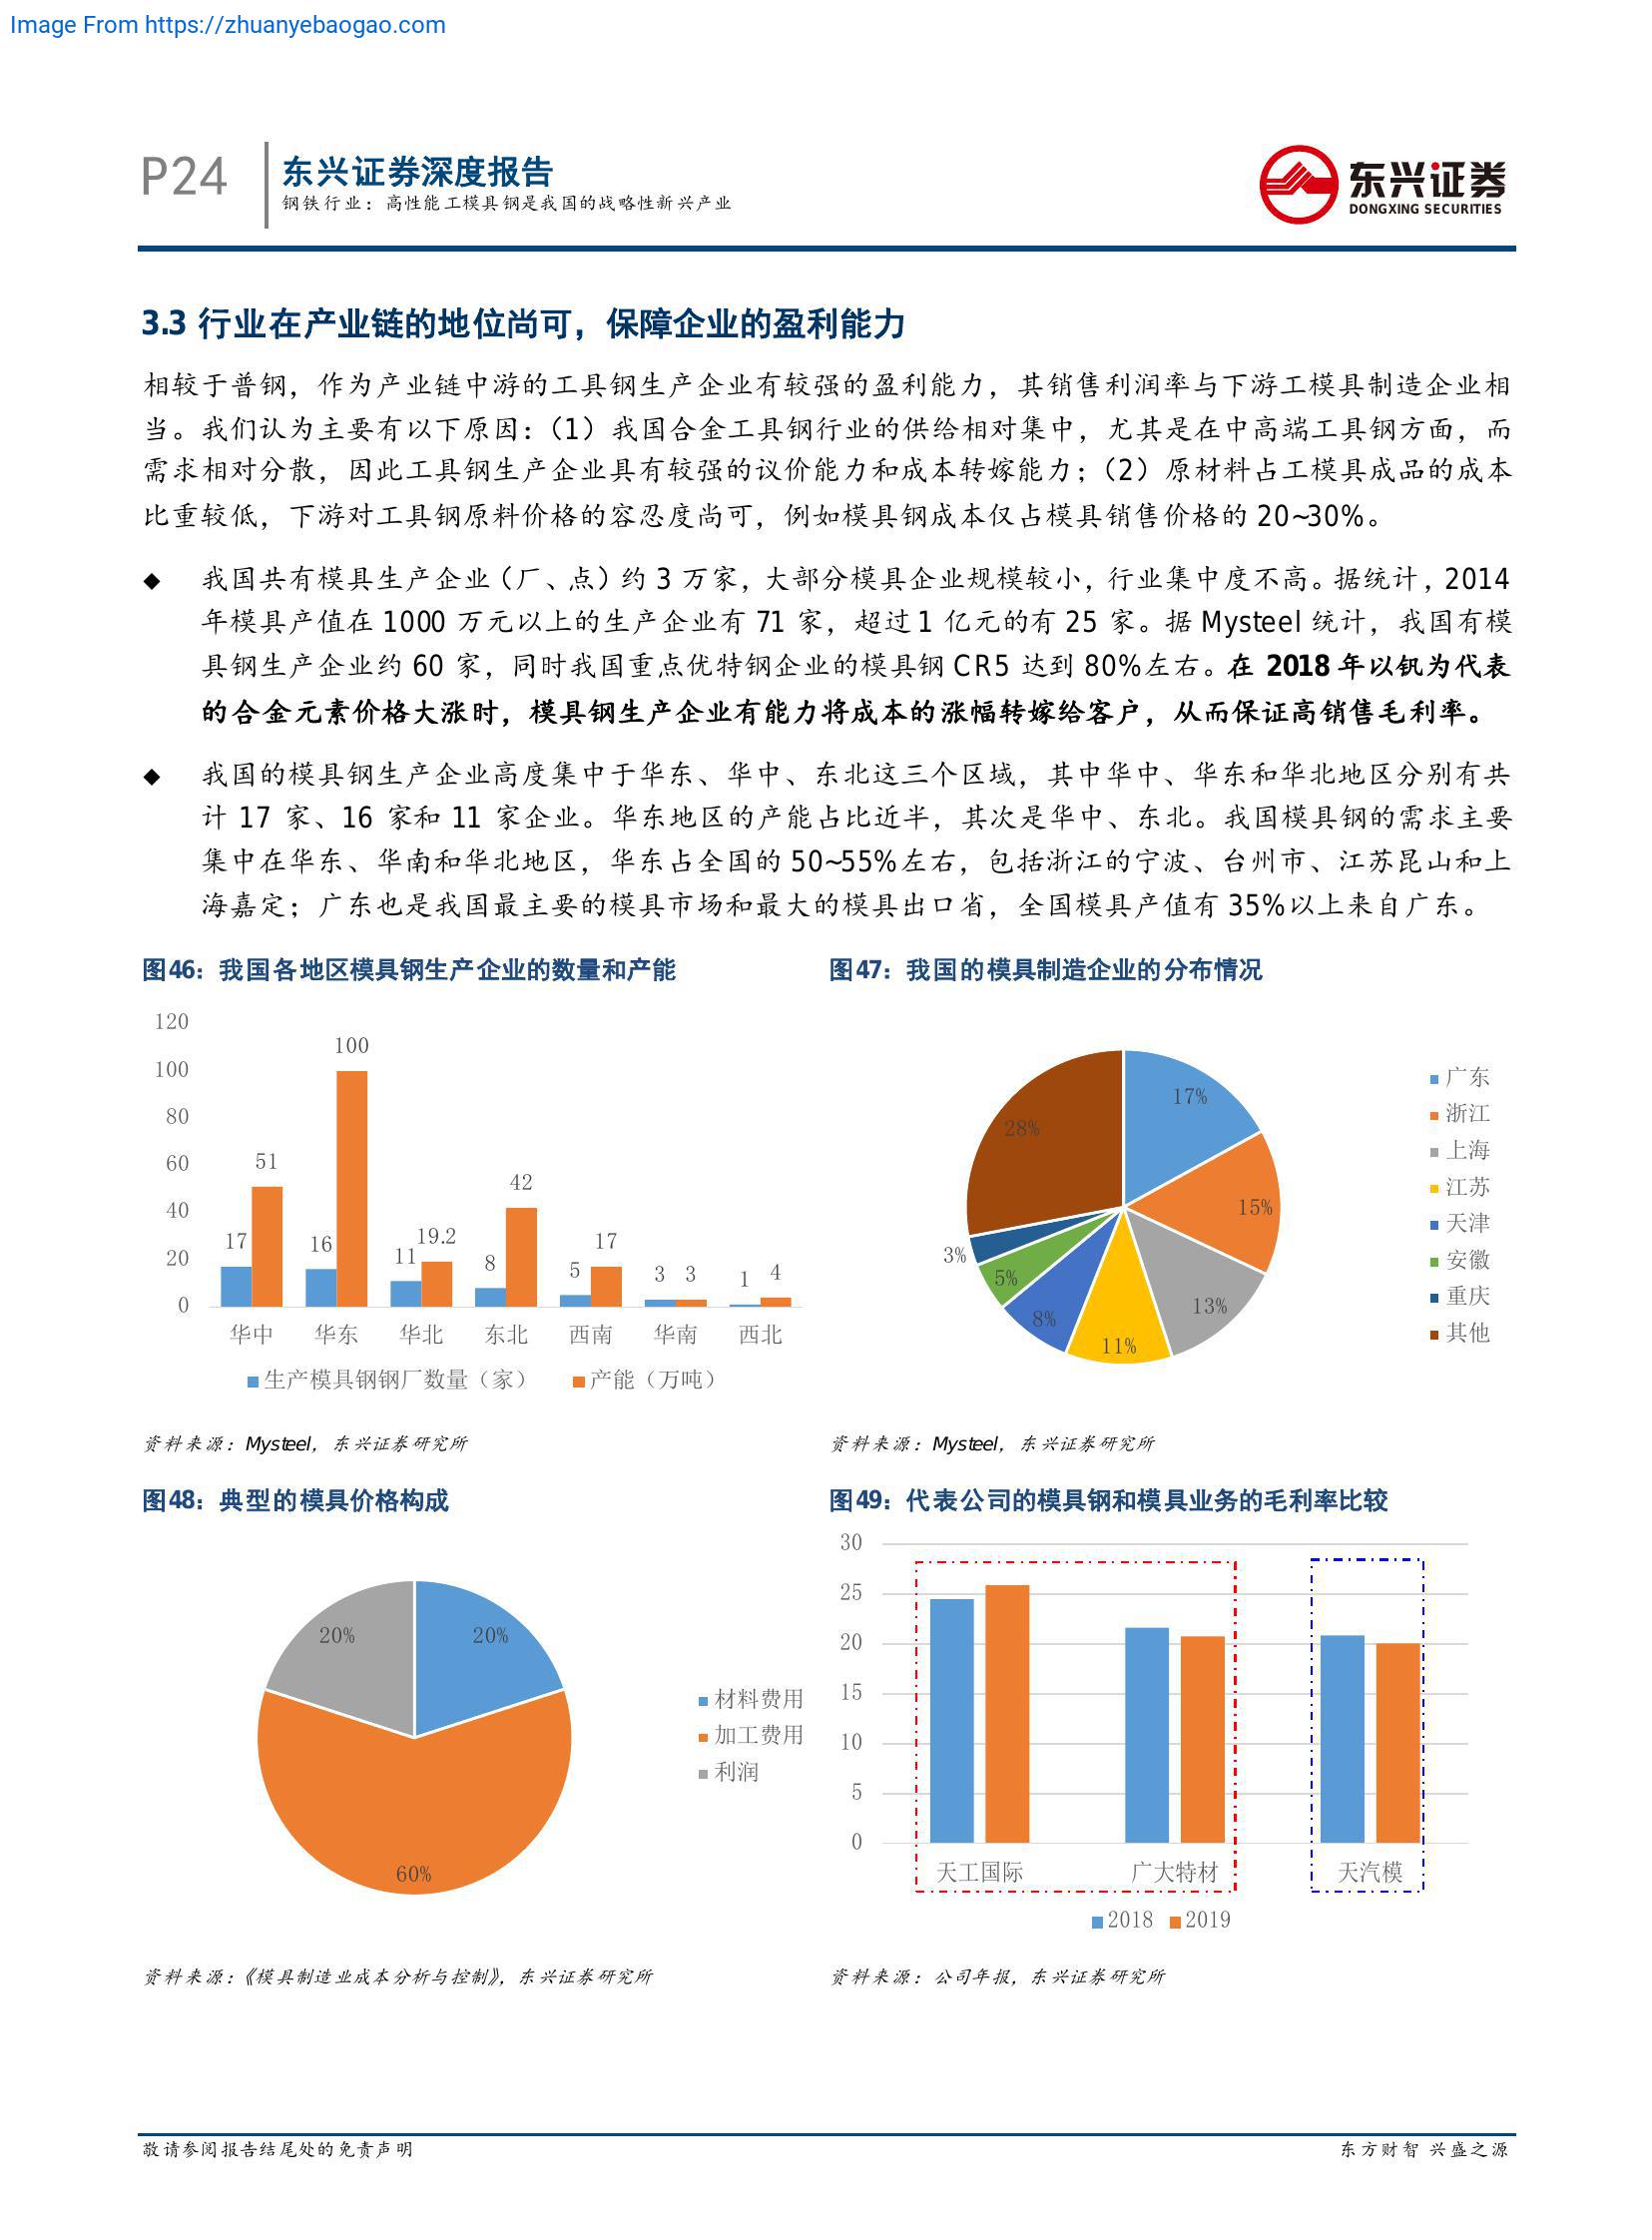 Image From https://zhuanyebaogao.com
P24
东兴证券深度报告
钢铁行业：高性能工模具钢是我国的战略性新兴产业
东兴证券
DONGXING SECURITIES
3.3 行业在产业链的地位尚可，保障企业的盈利能力
相较于普钢，作为产业链中游的工具钢生产企业有较强的盈利能力，其销售利润率与下游工模具制造企业相
当。我们认为主要有以下原因：（1）我国合金工具钢行业的供给相对集中，尤其是在中高端工具钢方面，而
需求相对分散，因此工具钢生产企业具有较强的议价能力和成本转嫁能力；（2）原材料占工模具成品的成本
比重较低，下游对工具钢原料价格的容忍度尚可，例如模具钢成本仅占模具销售价格的 20~30%。
◆ 我国共有模具生产企业（厂、点）约 3 万家，大部分模具企业规模较小，行业集中度不高。据统计，2014
年模具产值在 1000 万元以上的生产企业有 71 家，超过 1 亿元的有 25 家。据 Mysteel 统计，我国有模
具钢生产企业约 60 家，同时我国重点优特钢企业的模具钢 CR5 达到 80%左右。在 2018 年以钒为代表
的合金元素价格大涨时，模具钢生产企业有能力将成本的涨幅转嫁给客户，从而保证高销售毛利率。
◆ 我国的模具钢生产企业高度集中于华东、华中、东北这三个区域，其中华中、华东和华北地区分别有共
计 17 家、16 家和 11 家企业。华东地区的产能占比近半，其次是华中、东北。我国模具钢的需求主要
集中在华东、华南和华北地区，华东占全国的 50~55%左右，包括浙江的宁波、台州市、江苏昆山和上
海嘉定；广东也是我国最主要的模具市场和最大的模具出口省，全国模具产值有 35%以上来自广东。
图46：我国各地区模具钢生产企业的数量和产能
120
100
80
60
40
20
0
17 51
16 100
11 19.2
8 42
5 17
3 3
1 4
华中 华东 华北 东北 西南 华南 西北
生产模具钢钢厂数量（家） 产能（万吨）
资料来源：Mysteel，东兴证券研究所
图47：我国的模具制造企业的分布情况
17%
15%
13%
11%
8%
5%
3%
28%
广东
浙江
上海
江苏
天津
安徽
重庆
其他
资料来源：Mysteel，东兴证券研究所
图48：典型的模具价格构成
20%
20%
60%
材料费用
加工费用
利润
资料来源：《模具制造业成本分析与控制》，东兴证券研究所
图49：代表公司的模具钢和模具业务的毛利率比较
30
25
20
15
10
5
0
天工国际 广大特材 天汽模
2018 2019
资料来源：公司年报，东兴证券研究所
敬请参阅报告结尾处的免责声明
东方财智 兴盛之源